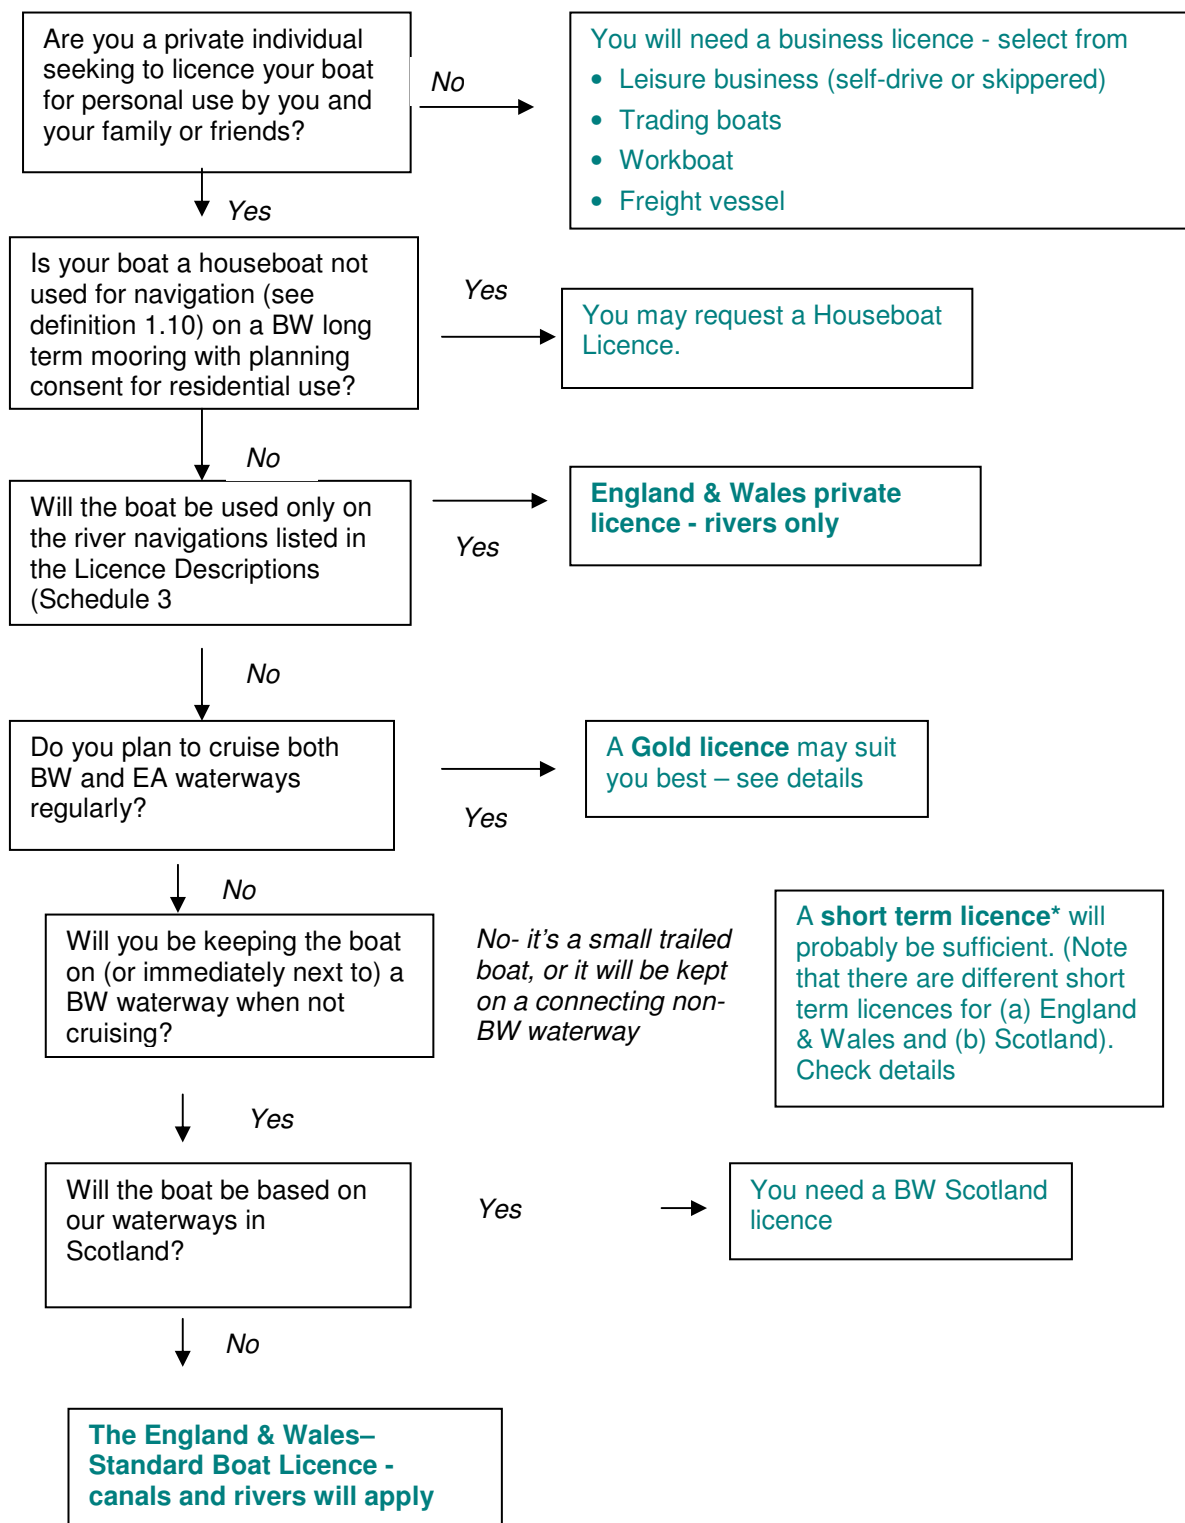 Are you a private individual
seeking to licence your boat
for personal use by you and
your family or friends?
No
You will need a business licence - select from
• Leisure business (self-drive or skippered)
• Trading boats
• Workboat
• Freight vessel
Yes
Is your boat a houseboat not
used for navigation (see
definition 1.10) on a BW long
term mooring with planning
consent for residential use?
Yes
You may request a Houseboat
Licence.
No
Will the boat be used only on
the river navigations listed in
the Licence Descriptions
(Schedule 3
Yes
England & Wales private
licence - rivers only
No
Do you plan to cruise both
BW and EA waterways
regularly?
Yes
A Gold licence may suit
you best – see details
No
Will you be keeping the boat
on (or immediately next to) a
BW waterway when not
cruising?
No- it's a small trailed
boat, or it will be kept
on a connecting non-
BW waterway
A short term licence* will
probably be sufficient. (Note
that there are different short
term licences for (a) England
& Wales and (b) Scotland).
Check details
Yes
Will the boat be based on
our waterways in
Scotland?
Yes
You need a BW Scotland
licence
No
The England & Wales–
Standard Boat Licence -
canals and rivers will apply